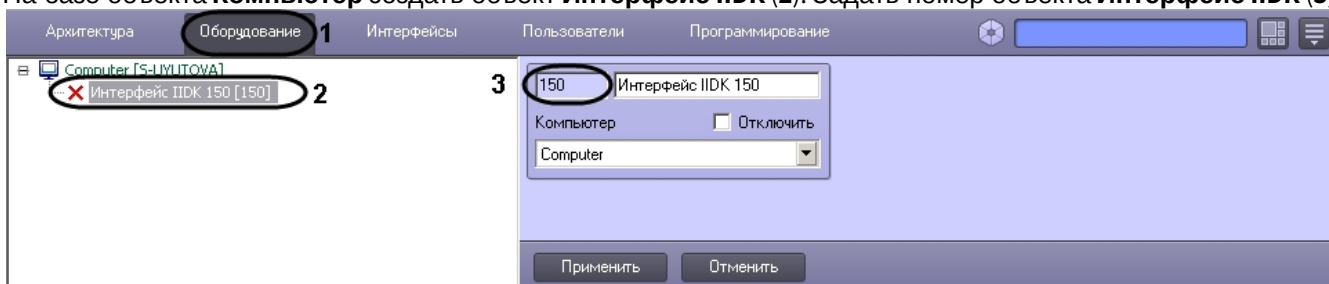 На базе объекта Компьютер создать объект Интерфейс IIDK (2). Задать номер объекта Интерфейс IIDK (3)
Архитектура Оборудование 1 Интерфейсы Пользователи Программирование
Computer [S-UYUTOVA]
Интерфейс IIDK 150 [150] 2
3 150 Интерфейс IIDK 150
Компьютер Отключить
Computer
Применить Отменить